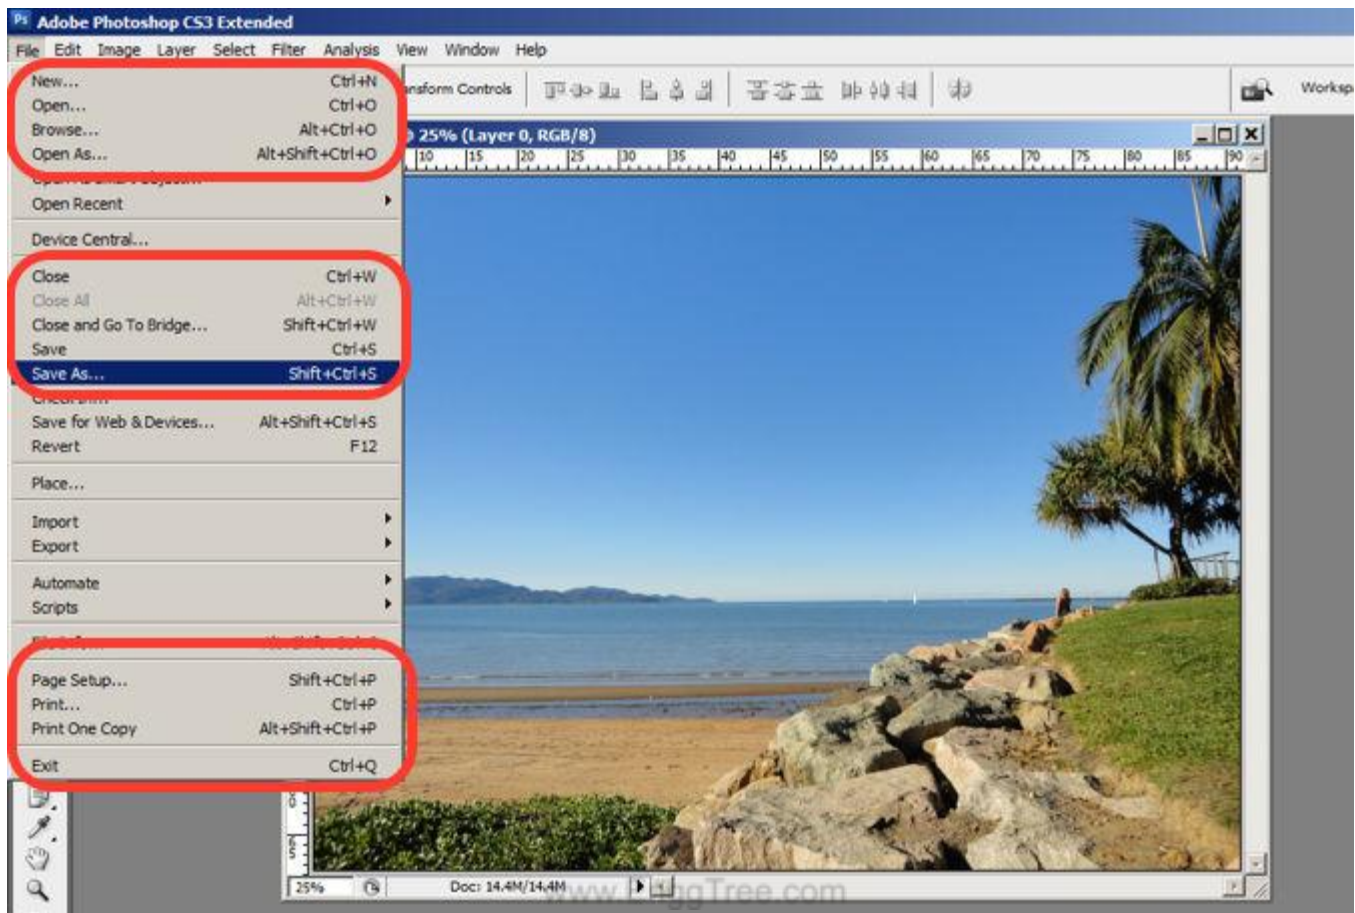 Ps Adobe Photoshop CS3 Extended
File Edit Image Layer Select Filter Analysis View Window Help
New... Ctrl+N
Open... Ctrl+O
Browse... Alt+Ctrl+O
Open As... Alt+Shift+Ctrl+O
Open Recent
Device Central...
Close Ctrl+W
Close All Alt+Ctrl+W
Close and Go To Bridge... Shift+Ctrl+W
Save Ctrl+S
Save As... Shift+Ctrl+S
Save for Web & Devices... Alt+Shift+Ctrl+S
Revert F12
Place...
Import
Export
Automate
Scripts
Page Setup... Shift+Ctrl+P
Print... Ctrl+P
Print One Copy Alt+Shift+Ctrl+P
Exit Ctrl+Q
Controls
Worksp
25% (Layer 0, RGB/8)
10 15 20 25 30 35 40 45 50 55 60 65 70 75 80 85 90
25% Doc: 14.4M/14.4M
www.EnggTree.com